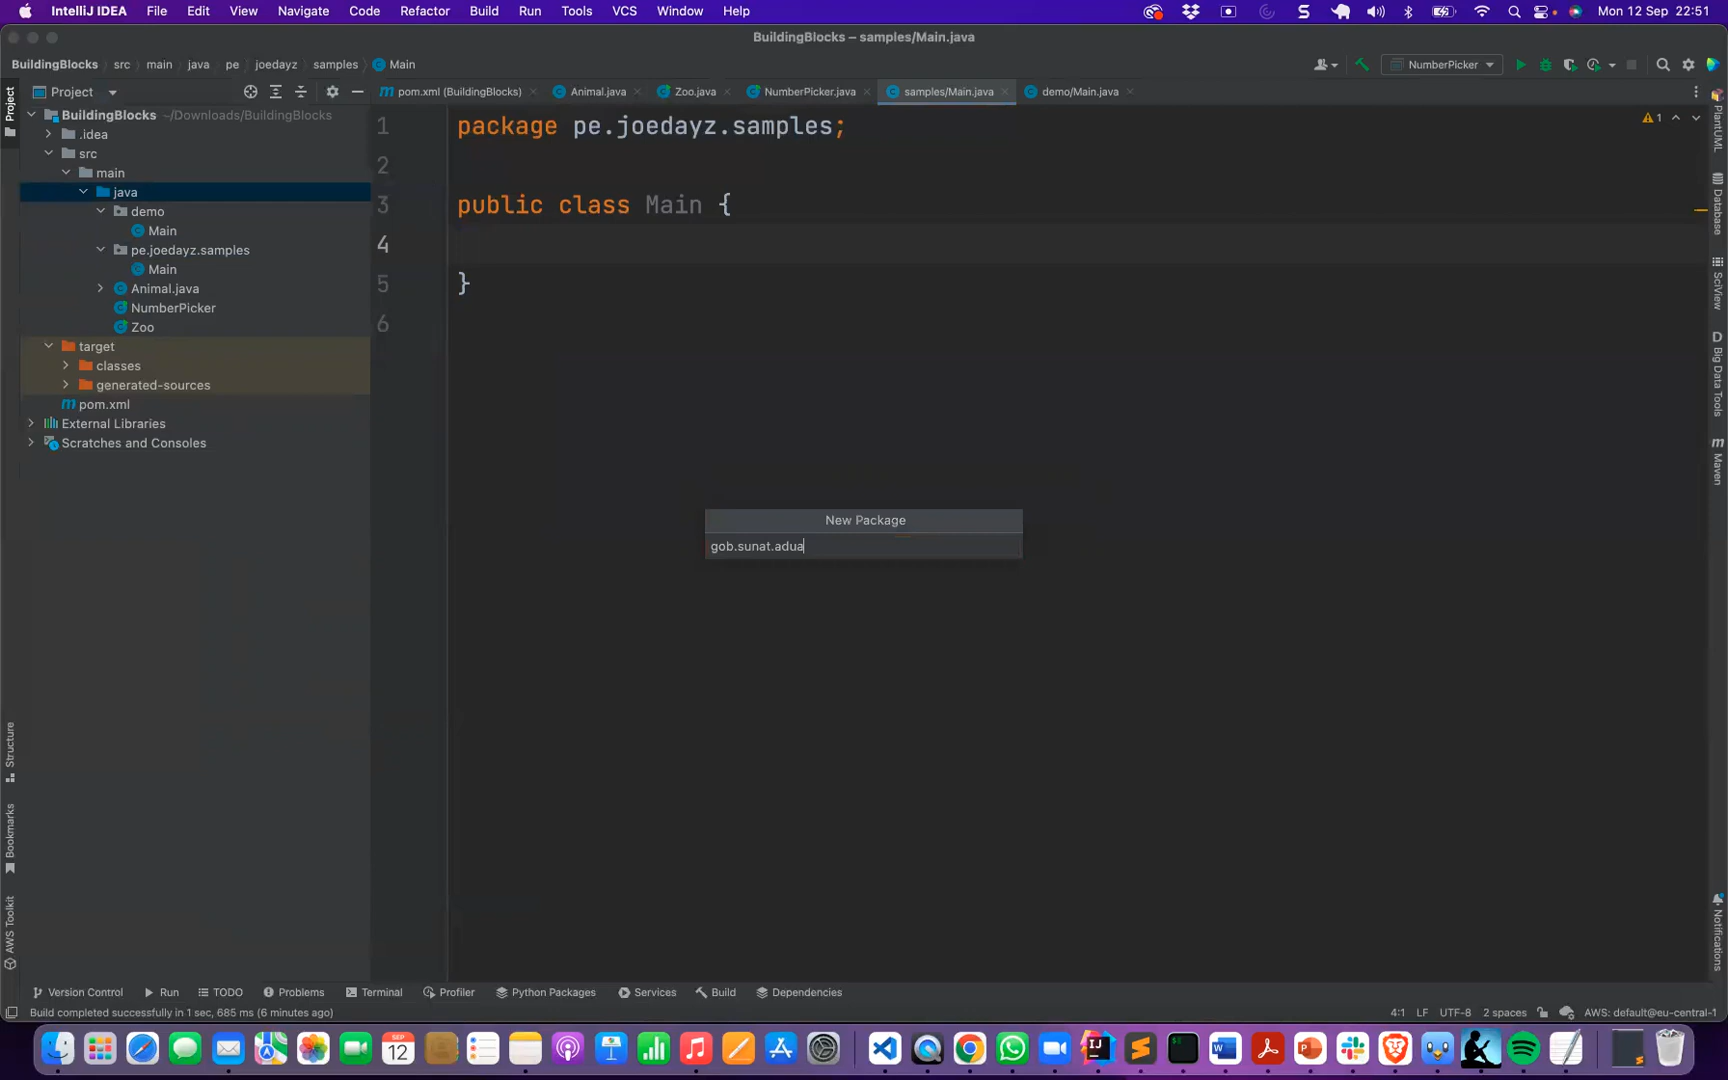 IntelliJ IDEA File Edit View Navigate Code Refactor Build Run Tools VCS Window Help Mon 12 Sep 22:51
BuildingBlocks – samples/Main.java
BuildingBlocks src main java pe joedayz samples Main NumberPicker
Project pom.xml (BuildingBlocks) Animal.java Zoo.java NumberPicker.java samples/Main.java demo/Main.java
BuildingBlocks ~/Downloads/BuildingBlocks
.idea
src
main
java
demo
Main
pe.joedayz.samples
Main
Animal.java
NumberPicker
Zoo
target
classes
generated-sources
pom.xml
External Libraries
Scratches and Consoles
1 package pe.joedayz.samples;
2
3 public class Main {
4
5 }
6
1
New Package
gob.sunat.adua
Project
Structure
Bookmarks
AWS Toolkit
PlantUML
Database
SciView
Big Data Tools
Maven
Notifications
Version Control Run TODO Problems Terminal Profiler Python Packages Services Build Dependencies
Build completed successfully in 1 sec, 685 ms (6 minutes ago) 4:1 LF UTF-8 2 spaces AWS: default@eu-central-1
SEP
12